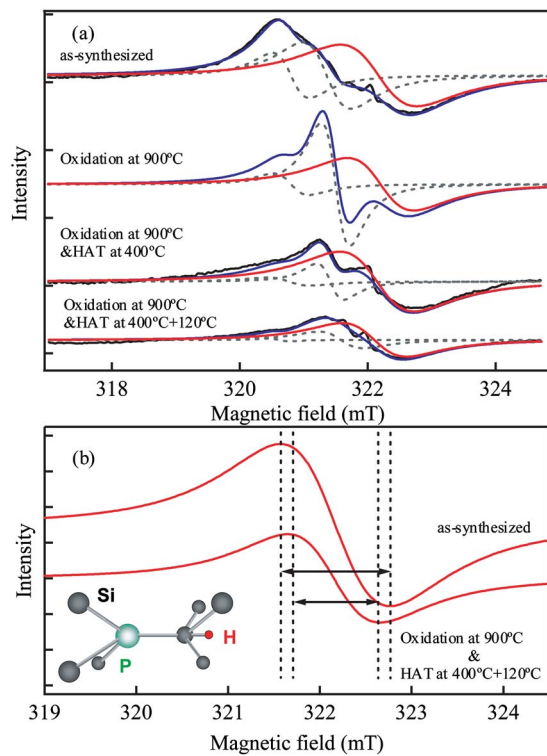 (a)
as-synthesized
Oxidation at 900ºC
Oxidation at 900ºC
&HAT at 400ºC
Oxidation at 900ºC
&HAT at 400ºC+120ºC
Intensity
318 320 322 324
Magnetic field (mT)
(b)
as-synthesized
Si
H
P
Oxidation at 900ºC
&
HAT at 400ºC+120ºC
Intensity
319 320 321 322 323 324
Magnetic field (mT)